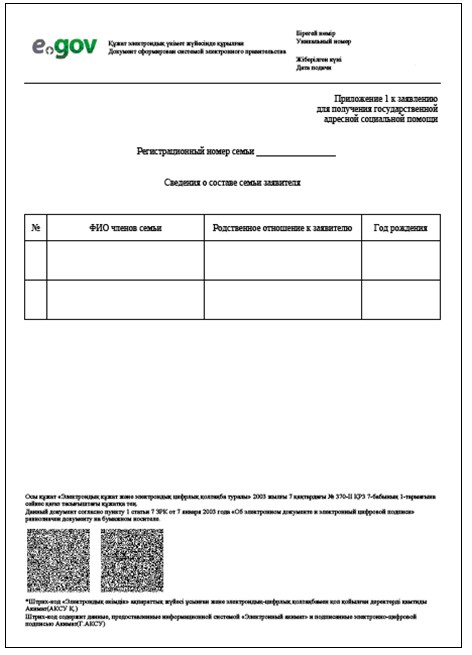 e.gov
Құжат электрондық үкімет жүйесінде құрылған
Документ сформирован системой электронного правительства
Бірегей нөмір
Уникальный номер
Жіберілген күні
Дата подачи
Приложение 1 к заявлению
для получения государственной
адресной социальной помощи
Регистрационный номер семьи
Сведения о составе семьи заявителя
№ ФИО членов семьи Родственное отношение к заявителю Год рождения
Осы құжат «Электрондық құжат және электрондық цифрлық қолтаңба туралы» 2003 жылғы 7 қаңтардағы № 370-II ҚРЗ 7-бабының 1-тармағына
сәйкес қағаз тасығыштағы құжатқа тең.
Данный документ согласно пункту 1 статьи 7 ЗРК от 7 января 2003 года «Об электронном документе и электронный цифровой подписи»
равнозначен документу на бумажном носителе.
*Штрих-код «Электрондық әкімдік» ақпараттық жүйесі ұсынған және электрондық-цифрлық қолтаңбамен қол қойылған деректерді қамтиды
Акимат(АКСУ Қ.)
Штрих-код содержит данные, предоставленные информационной системой «Электронный акимат» и подписанные электронно-цифровой
подписью Акимат(Г.АКСУ)